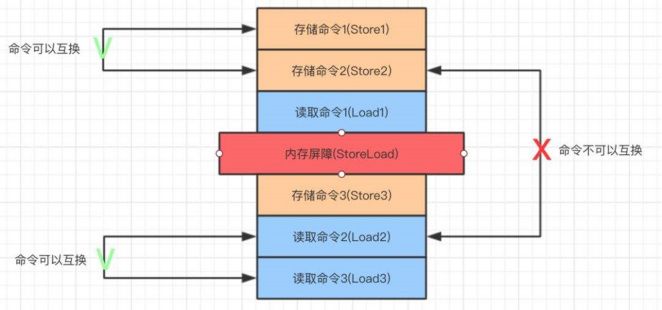 存储命令1(Store1)
命令可以互换
存储命令2(Store2)
读取命令1(Load1)
内存屏障(StoreLoad)
命令不可以互换
存储命令3(Store3)
读取命令2(Load2)
命令可以互换
读取命令3(Load3)